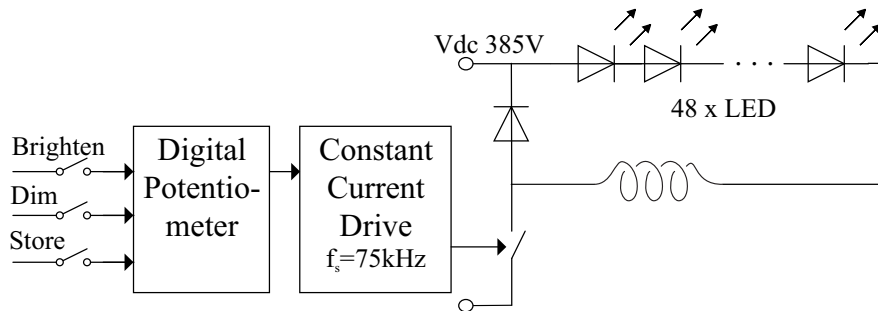 Vdc 385V
. . .
48 x LED
Brighten
Dim
Store
Digital
Potentio-
meter
Constant
Current
Drive
fs=75kHz